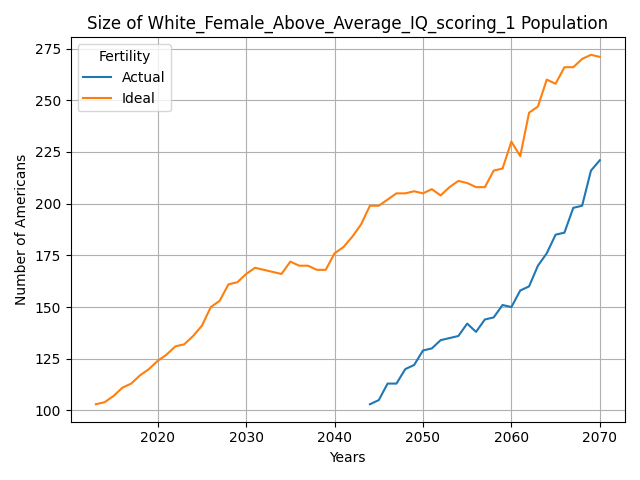 Size of White_Female_Above_Average_IQ_scoring_1 Population
Fertility
Actual
Ideal
275
250
225
200
175
150
125
100
Number of Americans
2020 2030 2040 2050 2060 2070
Years